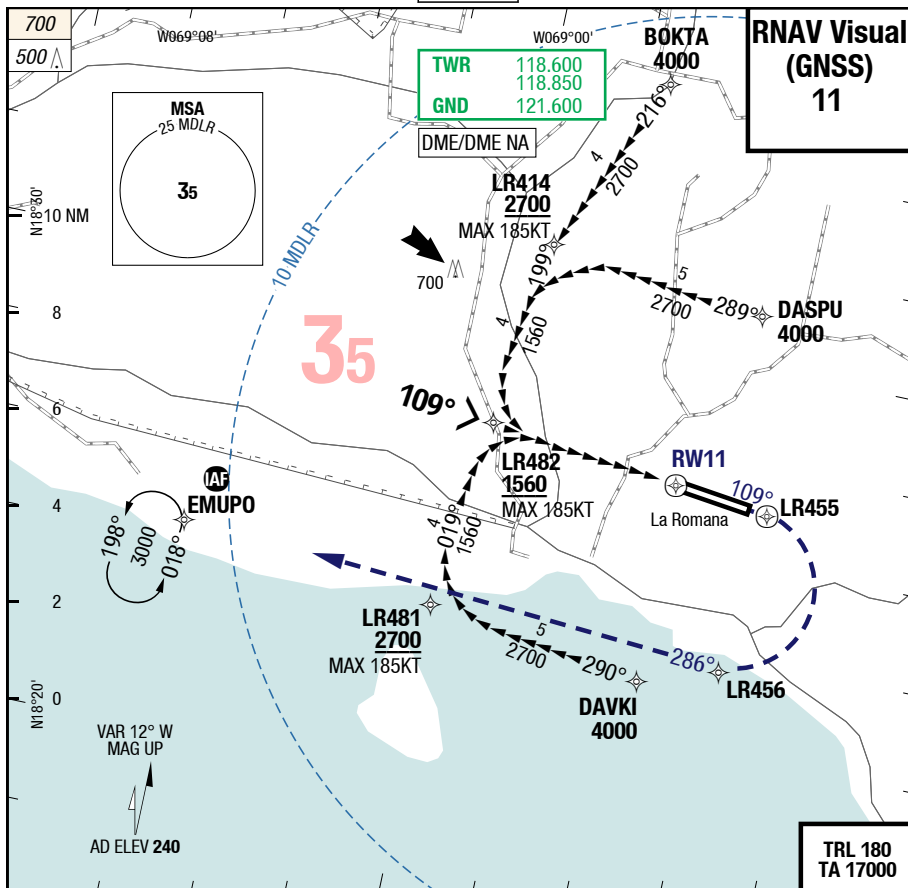 700
500
W069°08'
W069°00'
BOKTA
4000
RNAV Visual
(GNSS)
11
TWR 118.600
118.850
GND 121.600
DME/DME NA
MSA
25 MDLR
35
N18°30'
10 NM
10 MDLR
216°
4
2700
LR414
2700
MAX 185KT
700
199°
4
1560
5
2700
289°
DASPU
4000
8
35
6
109°
LR482
1560
MAX 185KT
RW11
109°
LR455
La Romana
IAF
EMUPO
4
198°
3000
018°
4
019°
1560
2
LR481
2700
MAX 185KT
5
2700
290°
286°
LR456
DAVKI
4000
0
N18°20'
VAR 12° W
MAG UP
AD ELEV 240
TRL 180
TA 17000